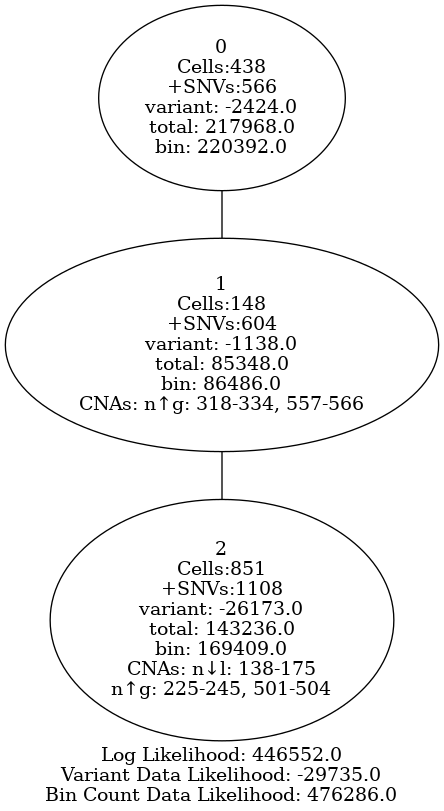 0
Cells:438
+SNVs:566
variant: -2424.0
total: 217968.0
bin: 220392.0
1
Cells:148
+SNVs:604
variant: -1138.0
total: 85348.0
bin: 86486.0
CNAs: n↑g: 318-334, 557-566
2
Cells:851
+SNVs:1108
variant: -26173.0
total: 143236.0
bin: 169409.0
CNAs: n↓l: 138-175
n↑g: 225-245, 501-504
Log Likelihood: 446552.0
Variant Data Likelihood: -29735.0
Bin Count Data Likelihood: 476286.0